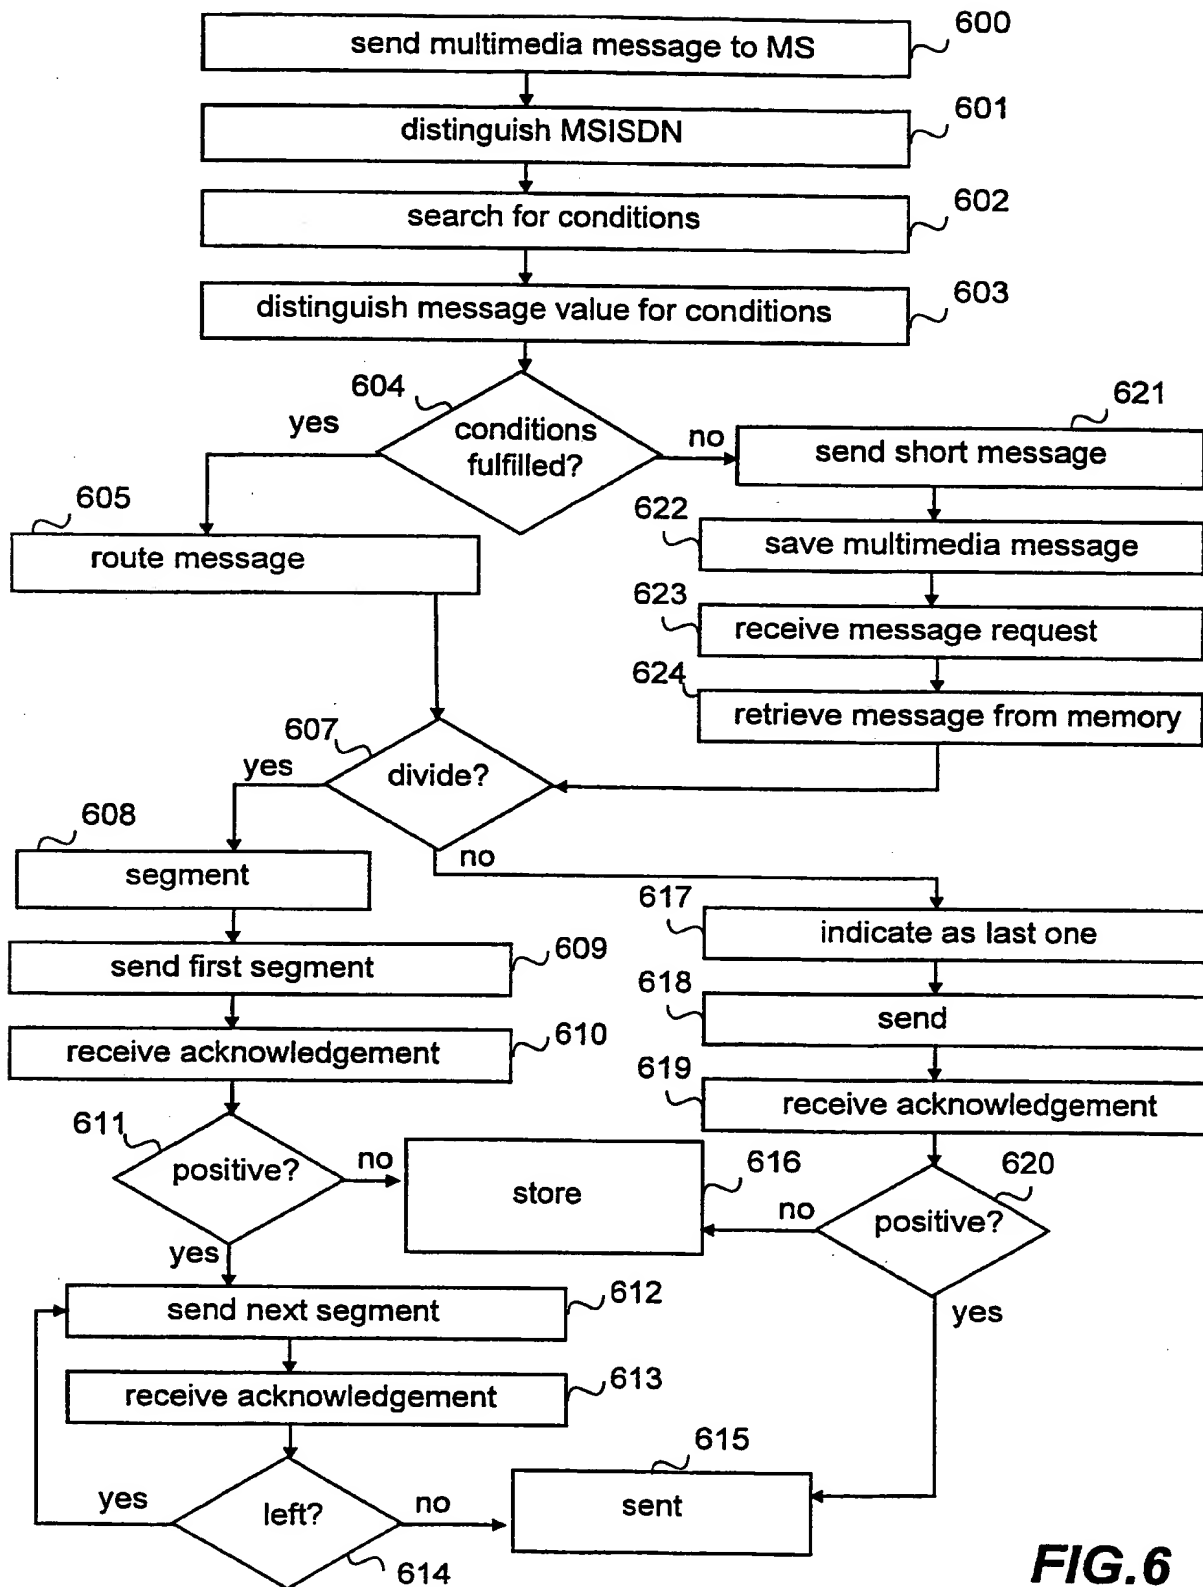 send multimedia message to MS
600
distinguish MSISDN
601
search for conditions
602
distinguish message value for conditions
603
604
conditions
fulfilled?
yes
no
621
send short message
605
route message
622
save multimedia message
623
receive message request
624
retrieve message from memory
607
divide?
yes
no
608
segment
617
indicate as last one
609
send first segment
618
send
610
receive acknowledgement
619
receive acknowledgement
611
positive?
no
yes
store
616
620
positive?
no
yes
send next segment
612
receive acknowledgement
613
left?
yes
no
614
615
sent
FIG.6